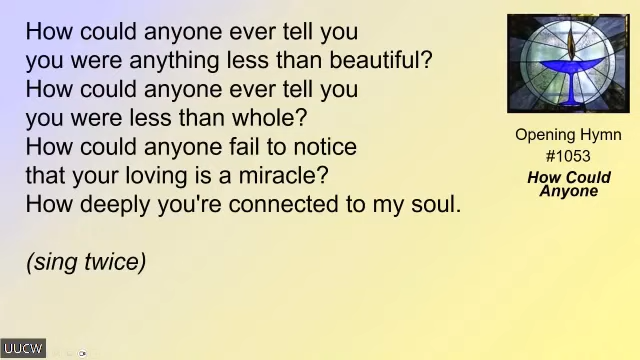 How could anyone ever tell you
you were anything less than beautiful?
How could anyone ever tell you
you were less than whole?
How could anyone fail to notice
that your loving is a miracle?
How deeply you're connected to my soul.
(sing twice)
Opening Hymn
#1053
How Could
Anyone
UUCW